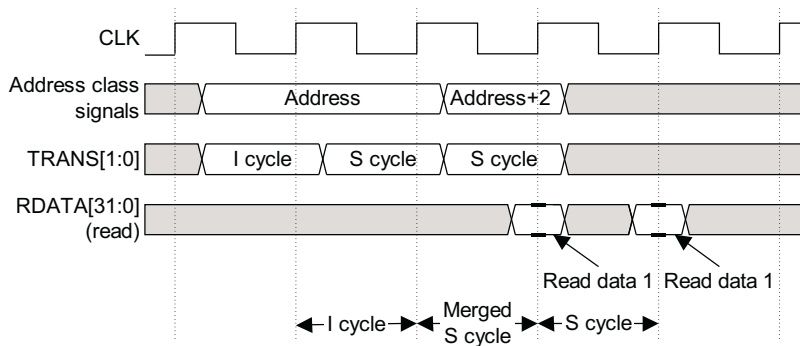 CLK
Address class
signals
Address
Address+2
TRANS[1:0]
I cycle
S cycle
S cycle
RDATA[31:0]
(read)
Read data 1
Read data 1
I cycle
Merged
S cycle
S cycle